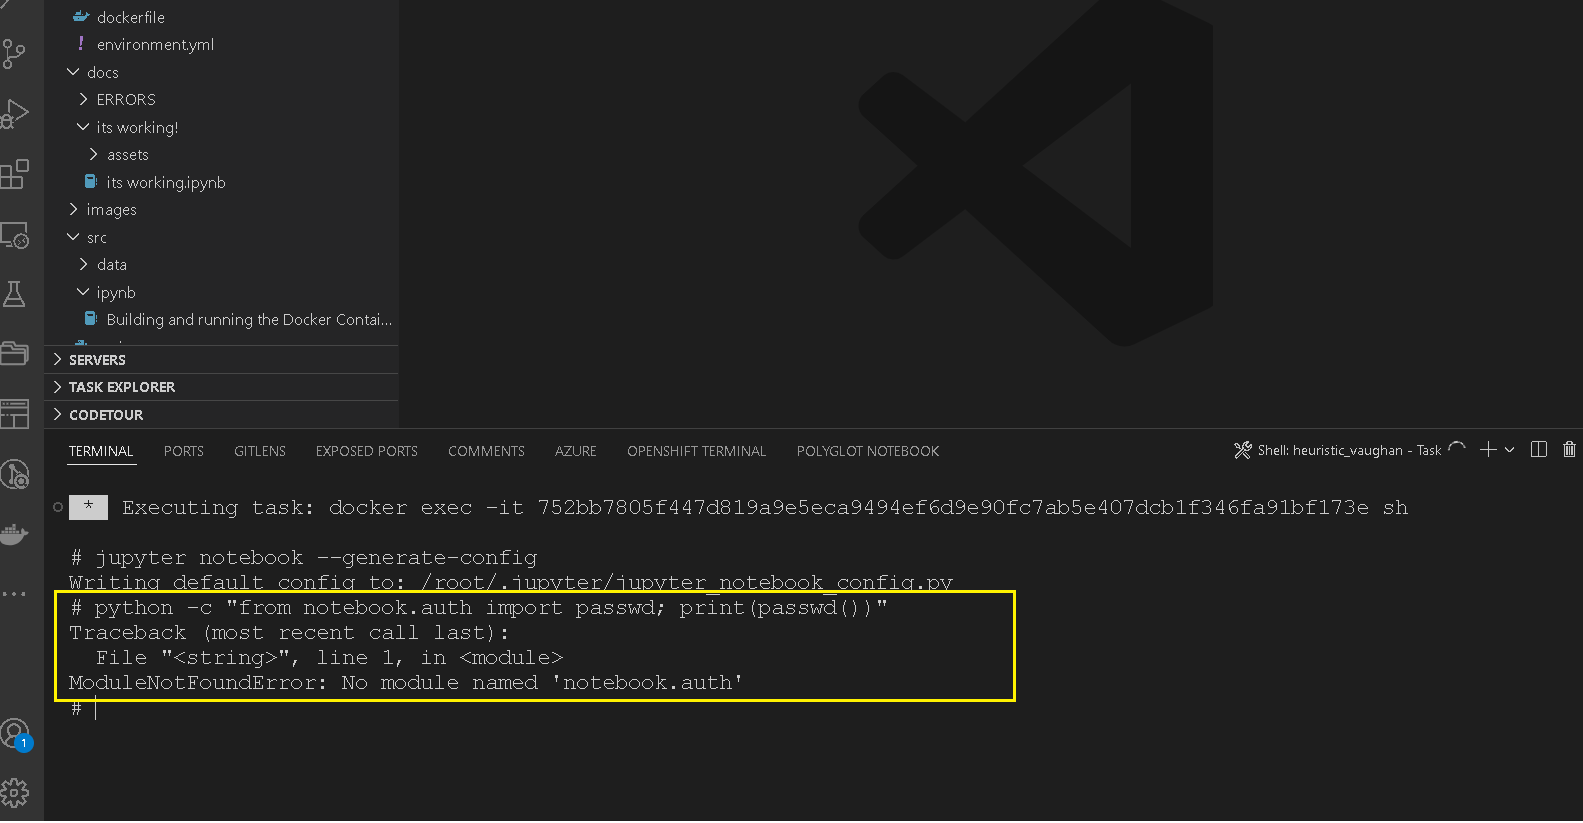 dockerfile
! environment.yml
docs
ERRORS
its working!
assets
its working.ipynb
images
src
data
ipynb
Building and running the Docker Contai...
SERVERS
TASK EXPLORER
CODETOUR
TERMINAL PORTS GITLENS EXPOSED PORTS COMMENTS AZURE OPENSHIFT TERMINAL POLYGLOT NOTEBOOK Shell: heuristic_vaughan - Task
* Executing task: docker exec -it 752bb7805f447d819a9e5eca9494ef6d9e90fc7ab5e407dcb1f346fa91bf173e sh
# jupyter notebook --generate-config
Writing default config to: /root/.jupyter/jupyter_notebook_config.py
# python -c "from notebook.auth import passwd; print(passwd())"
Traceback (most recent call last):
File "<string>", line 1, in <module>
ModuleNotFoundError: No module named 'notebook.auth'
#
1